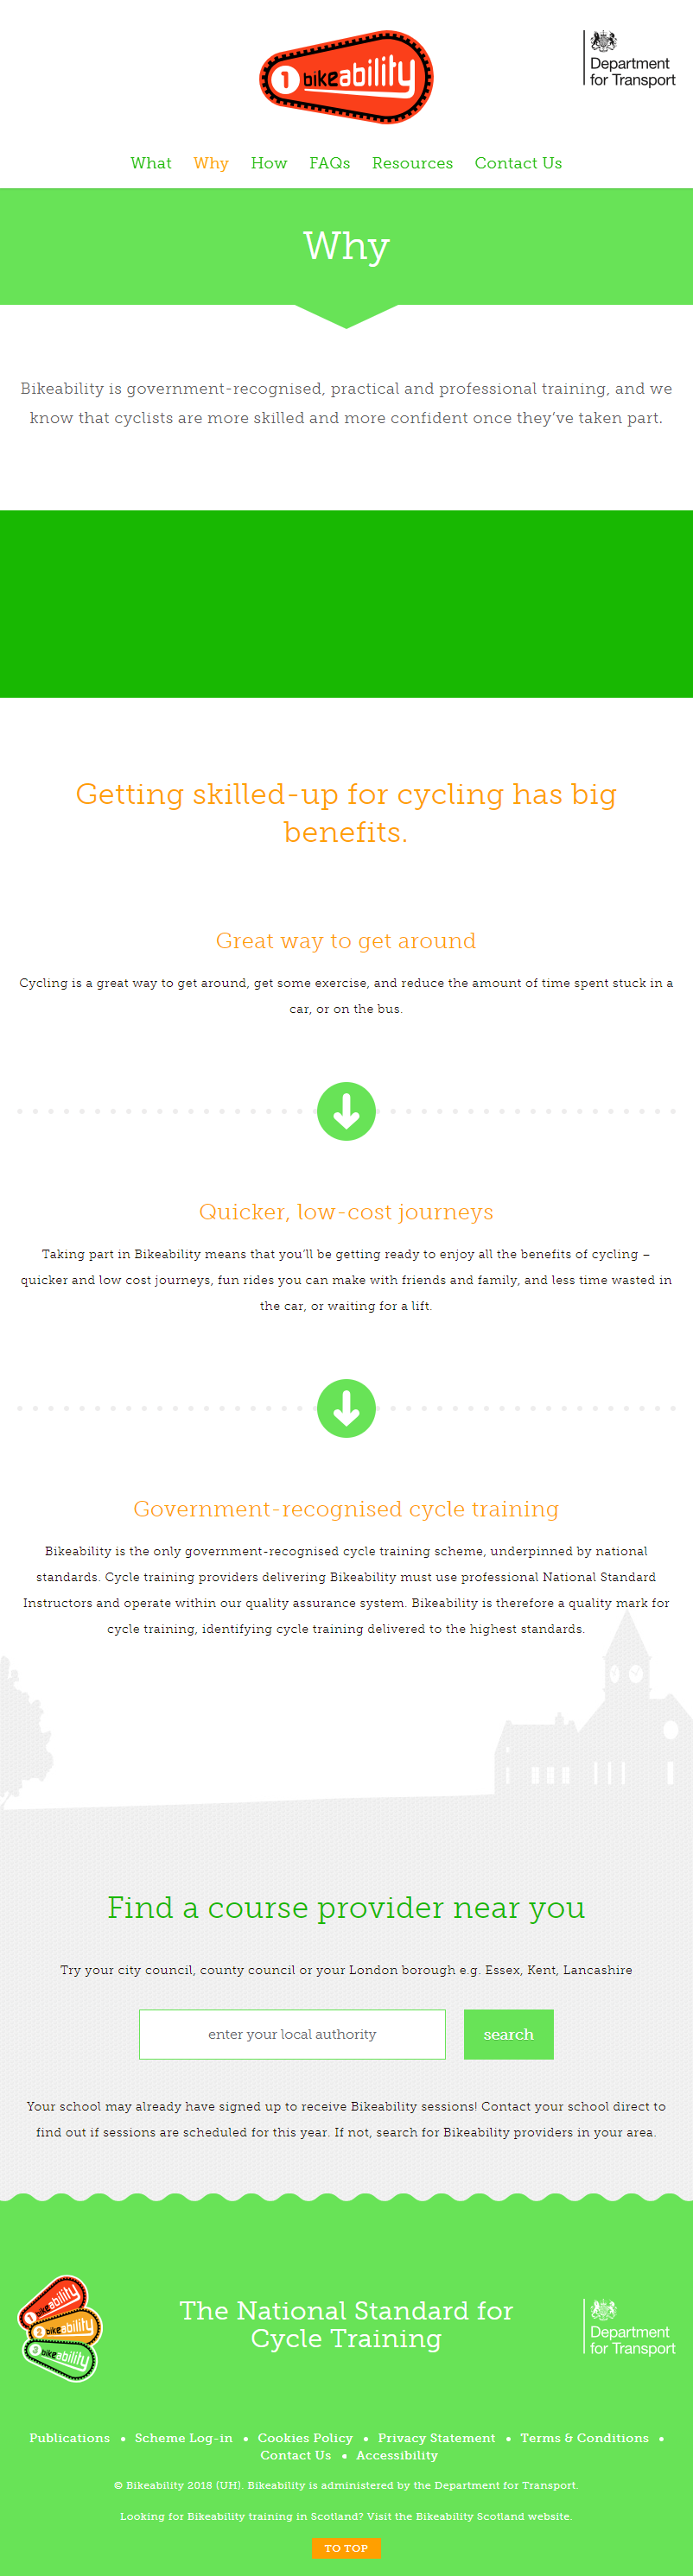 1 bikeability
Department
for Transport
What Why How FAQs Resources Contact Us
Why
Bikeability is government-recognised, practical and professional training, and we
know that cyclists are more skilled and more confident once they’ve taken part.
Getting skilled-up for cycling has big
benefits.
Great way to get around
Cycling is a great way to get around, get some exercise, and reduce the amount of time spent stuck in a
car, or on the bus.
Quicker, low-cost journeys
Taking part in Bikeability means that you’ll be getting ready to enjoy all the benefits of cycling –
quicker and low cost journeys, fun rides you can make with friends and family, and less time wasted in
the car, or waiting for a lift.
Government-recognised cycle training
Bikeability is the only government-recognised cycle training scheme, underpinned by national
standards. Cycle training providers delivering Bikeability must use professional National Standard
Instructors and operate within our quality assurance system. Bikeability is therefore a quality mark for
cycle training, identifying cycle training delivered to the highest standards.
Find a course provider near you
Try your city council, county council or your London borough e.g. Essex, Kent, Lancashire
enter your local authority search
Your school may already have signed up to receive Bikeability sessions! Contact your school direct to
find out if sessions are scheduled for this year. If not, search for Bikeability providers in your area.
1 bikeability
2 bikeability
3 bikeability
The National Standard for
Cycle Training
Department
for Transport
Publications • Scheme Log-in • Cookies Policy • Privacy Statement • Terms & Conditions •
Contact Us • Accessibility
© Bikeability 2018 (UH). Bikeability is administered by the Department for Transport.
Looking for Bikeability training in Scotland? Visit the Bikeability Scotland website.
TO TOP